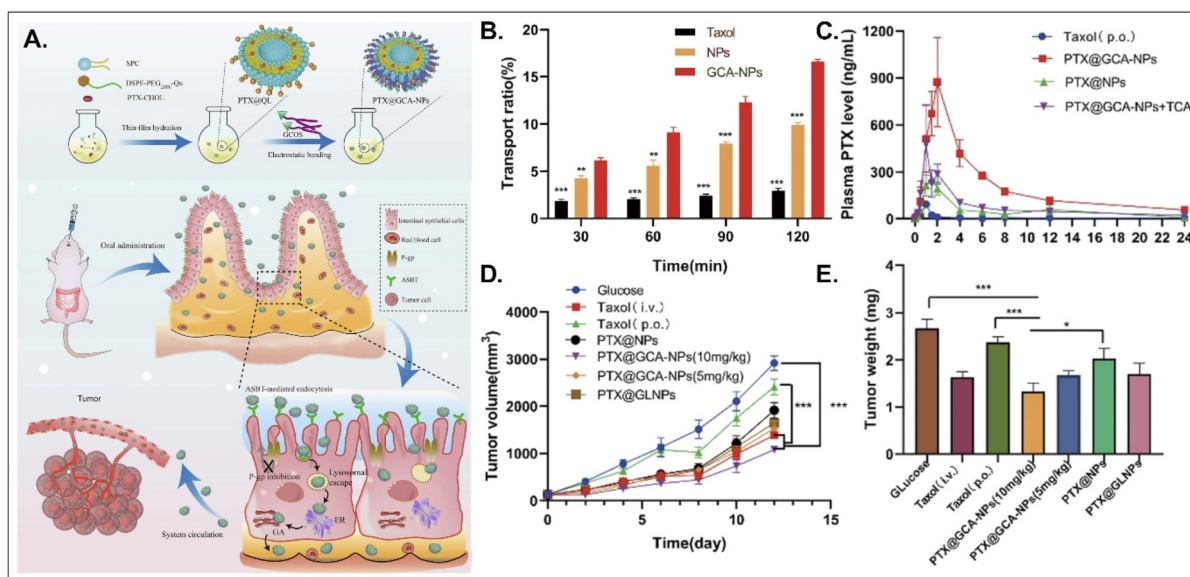 A.
SPC
DSPE-PEG2000-Qu
PTX-CHOL
Thin-film hydration
PTX@QL
GCOS
Electrostatic bonding
PTX@GCA-NPs
Oral administration
Intestinal epithelial cells
Red blood cell
P-gp
ASBT
Tumor cell
Tumor
System circulation
ASBT-mediated endocytosis
P-gp inhibition
Lysosomal
escape
ER
GA
B.
Transport ratio(%)
20
15
10
5
0
Taxol
NPs
GCA-NPs
*** **
*** **
*** ***
*** ***
30 60 90 120
Time(min)
C.
Plasma PTX level (ng/mL)
1200
900
600
300
0
Taxol( p.o.)
PTX@GCA-NPs
PTX@NPs
PTX@GCA-NPs+TCA
0 2 4 6 8 10 12 14 16 18 20 22 24
D.
Tumor volume(mm3)
4000
3000
2000
1000
0
Glucose
Taxol( i.v.)
Taxol( p.o.)
PTX@NPs
PTX@GCA-NPs(10mg/kg)
PTX@GCA-NPs(5mg/kg)
PTX@GLNPs
*** ***
0 5 10 15
Time(day)
E.
Tumor weight (mg)
4
3
2
1
0
***
***
*
GLucose
Taxol( i.v.)
Taxol( p.o.)
PTX@GCA-NPs(10mg/kg)
PTX@GCA-NPs(5mg/kg)
PTX@NPs
PTX@GLNPs